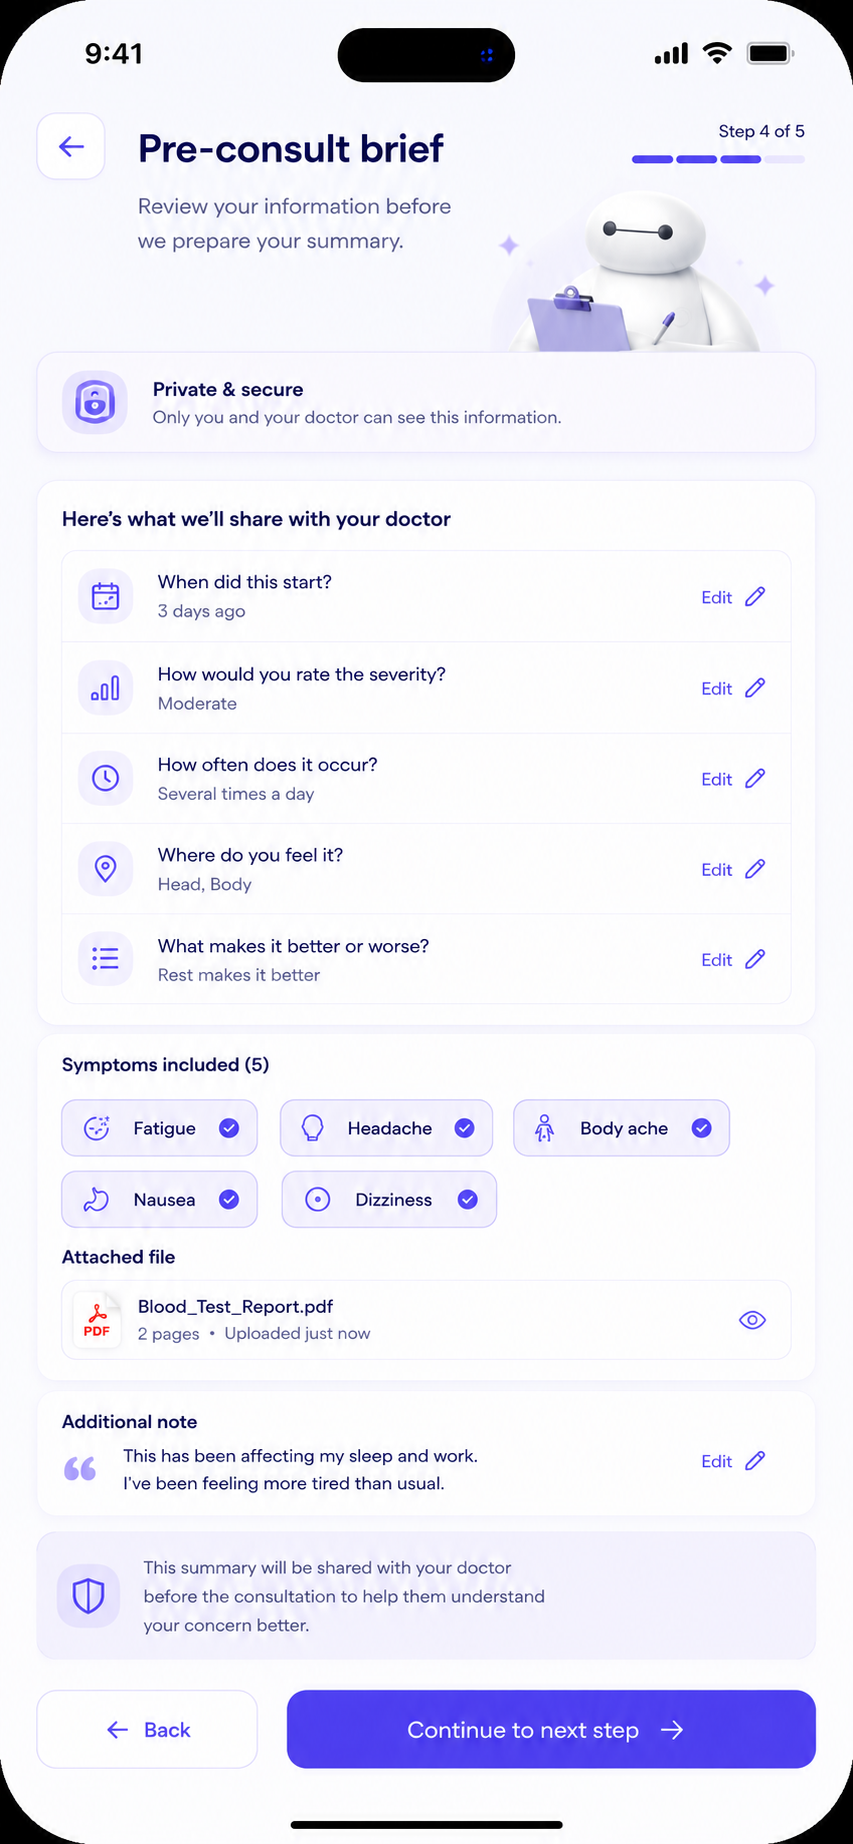 9:41
Pre-consult brief
Step 4 of 5
Review your information before
we prepare your summary.
Private & secure
Only you and your doctor can see this information.
Here’s what we’ll share with your doctor
When did this start?
3 days ago
Edit
How would you rate the severity?
Moderate
Edit
How often does it occur?
Several times a day
Edit
Where do you feel it?
Head, Body
Edit
What makes it better or worse?
Rest makes it better
Edit
Symptoms included (5)
Fatigue
Headache
Body ache
Nausea
Dizziness
Attached file
PDF
Blood_Test_Report.pdf
2 pages • Uploaded just now
Additional note
“ This has been affecting my sleep and work.
I've been feeling more tired than usual.
Edit
This summary will be shared with your doctor
before the consultation to help them understand
your concern better.
Back
Continue to next step